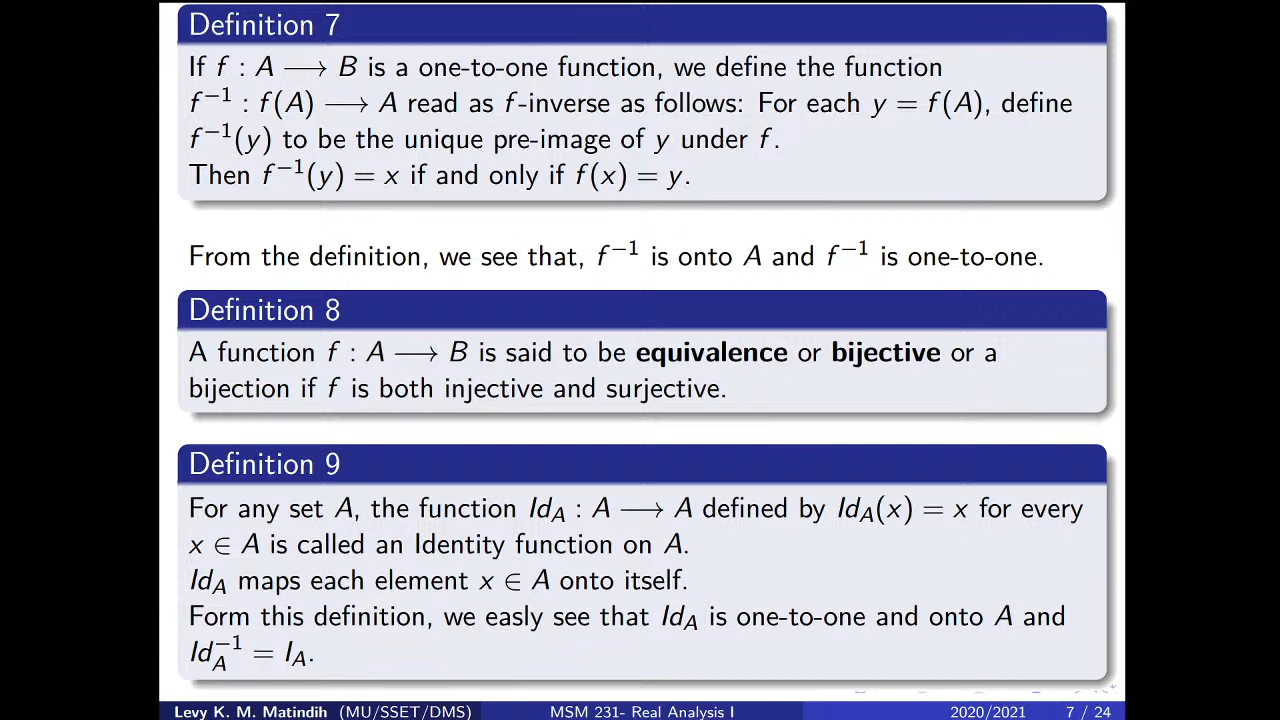 Definition 7
If f : A ⟶ B is a one-to-one function, we define the function
f⁻¹ : f(A) ⟶ A read as f-inverse as follows: For each y = f(A), define
f⁻¹(y) to be the unique pre-image of y under f.
Then f⁻¹(y) = x if and only if f(x) = y.
From the definition, we see that, f⁻¹ is onto A and f⁻¹ is one-to-one.
Definition 8
A function f : A ⟶ B is said to be equivalence or bijective or a
bijection if f is both injective and surjective.
Definition 9
For any set A, the function Id_A : A ⟶ A defined by Id_A(x) = x for every
x ∈ A is called an Identity function on A.
Id_A maps each element x ∈ A onto itself.
Form this definition, we easly see that Id_A is one-to-one and onto A and
Id_A⁻¹ = I_A.
Levy K. M. Matindih (MU/SSET/DMS) MSM 231- Real Analysis I 2020/2021 7 / 24